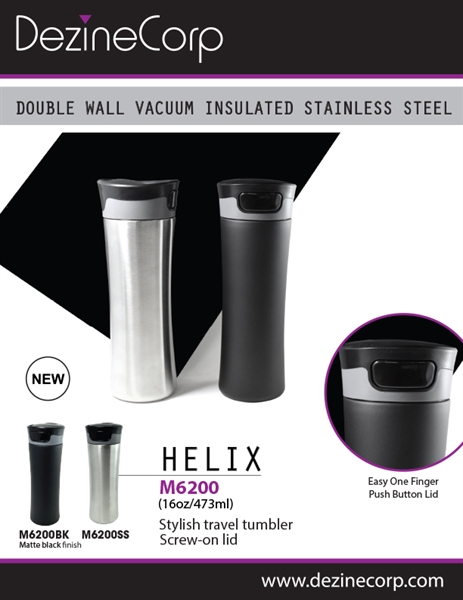 DezineCorp
DOUBLE WALL VACUUM INSULATED STAINLESS STEEL
NEW
M6200BK
Matte black finish
M6200SS
HELIX
M6200
(16oz/473ml)
Stylish travel tumbler
Screw-on lid
Easy One Finger
Push Button Lid
www.dezinecorp.com